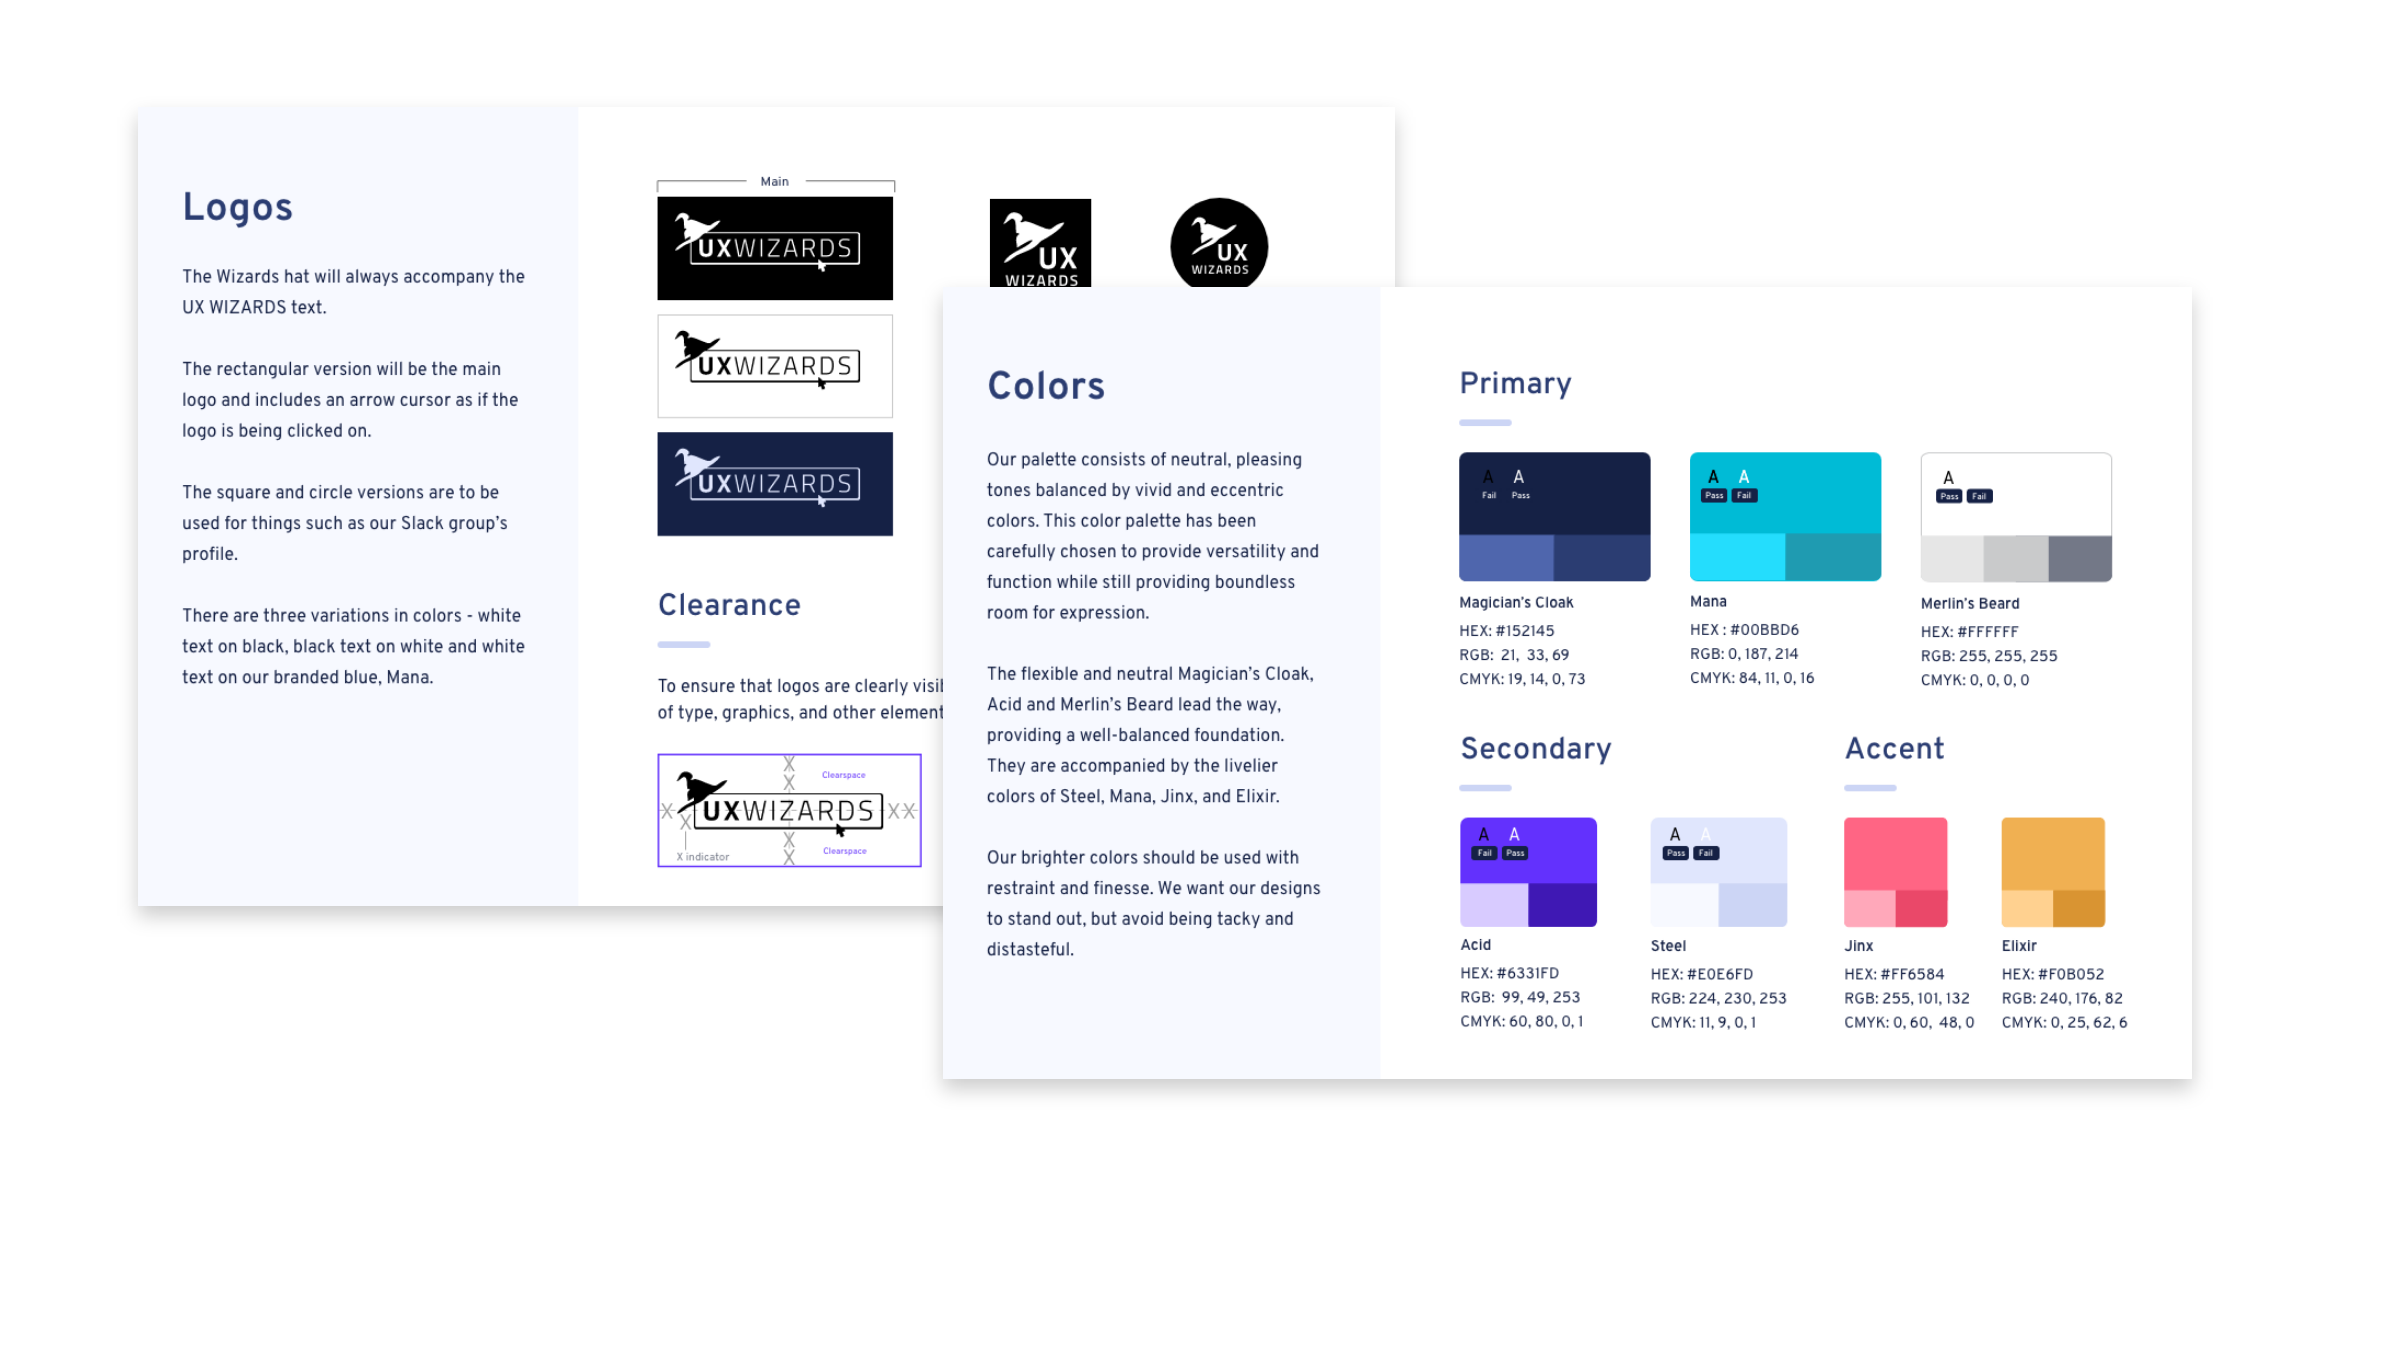 Logos
The Wizards hat will always accompany the
UX WIZARDS text.
The rectangular version will be the main
logo and includes an arrow cursor as if the
logo is being clicked on.
The square and circle versions are to be
used for things such as our Slack group's
profile.
There are three variations in colors - white
text on black, black text on white and white
text on our branded blue, Mana.
Main
UXWIZARDS
UX
WIZARDS
UX
WIZARDS
UXWIZARDS
UXWIZARDS
Clearance
To ensure that logos are clearly
of type, graphics, and other element
X
X
Clearspace
X
UXWIZARDS
XX
X
X
X
Clearspace
X indicator
Colors
Our palette consists of neutral, pleasing
tones balanced by vivid and eccentric
colors. This color palette has been
carefully chosen to provide versatility and
function while still providing boundless
room for expression.
The flexible and neutral Magician's Cloak,
Acid and Merlin's Beard lead the way,
providing a well-balanced foundation.
They are accompanied by the livelier
colors of Steel, Mana, Jinx, and Elixir.
Our brighter colors should be used with
restraint and finesse. We want our designs
to stand out, but avoid being tacky and
distasteful.
Primary
A A
Fail Pass
Magician's Cloak
HEX: #152145
RGB: 21, 33, 69
CMYK: 19, 14, 0, 73
A A
Pass Fail
Mana
HEX : #00BBD6
RGB: 0, 187, 214
CMYK: 84, 11, 0, 16
A
Pass Fail
Merlin's Beard
HEX: #FFFFFF
RGB: 255, 255, 255
CMYK: 0, 0, 0, 0
Secondary
A A
Fail Pass
Acid
HEX: #6331FD
RGB: 99, 49, 253
CMYK: 60, 80, 0, 1
A A
Pass Fail
Steel
HEX: #E0E6FD
RGB: 224, 230, 253
CMYK: 11, 9, 0, 1
Accent
Jinx
HEX: #FF6584
RGB: 255, 101, 132
CMYK: 0, 60, 48, 0
Elixir
HEX: #F0B052
RGB: 240, 176, 82
CMYK: 0, 25, 62, 6